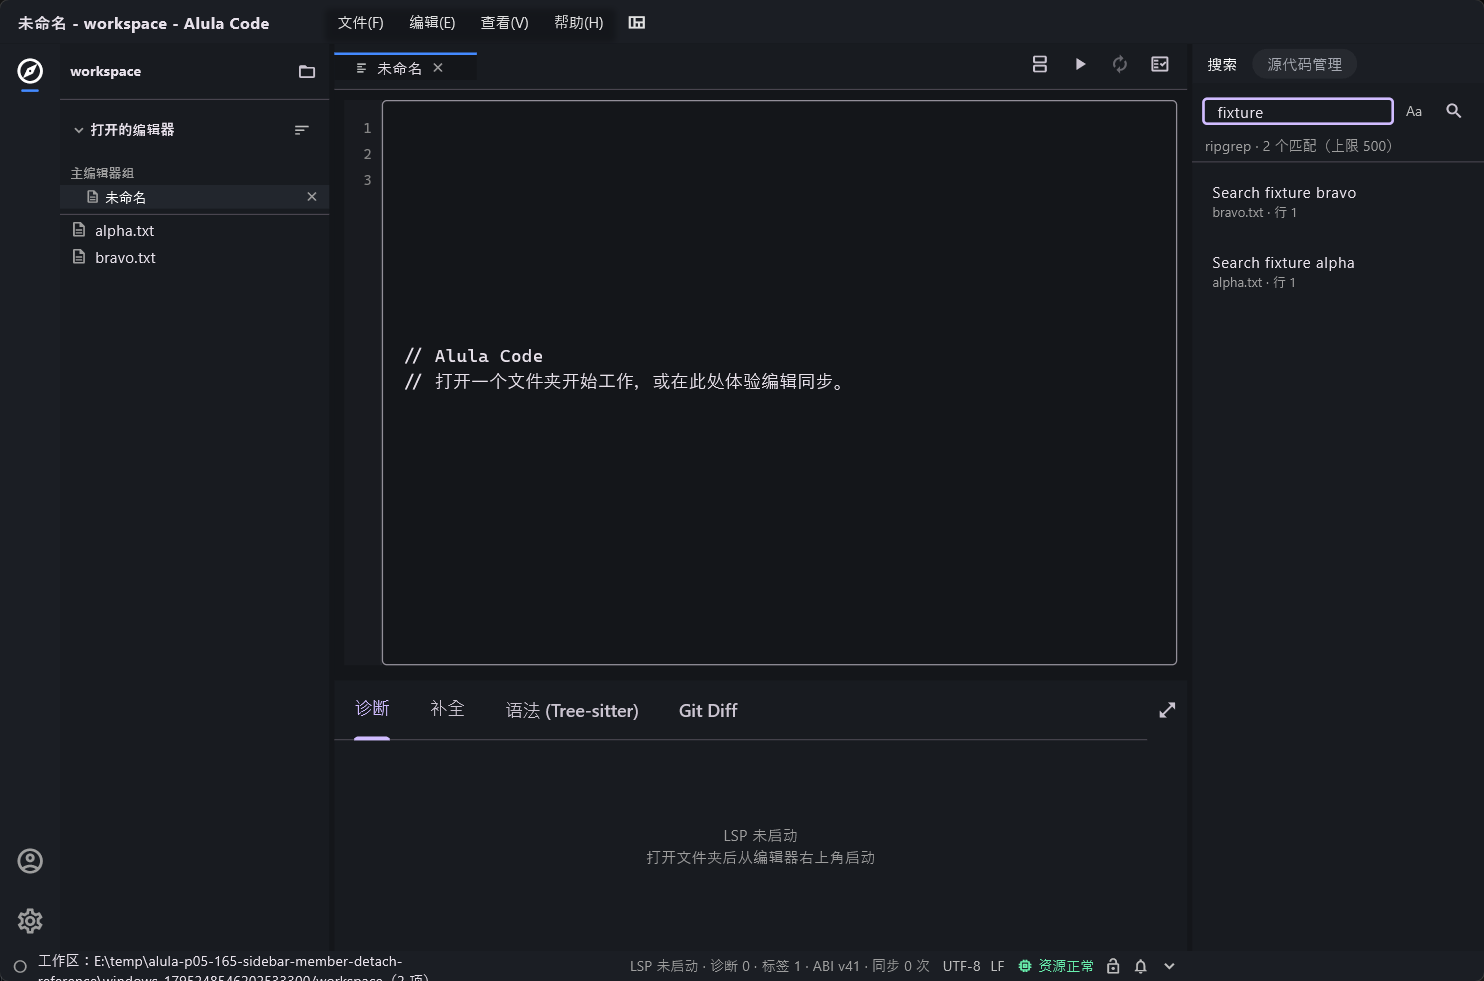 未命名 - workspace - Alula Code
文件(F) 编辑(E) 查看(V) 帮助(H)
workspace
打开的编辑器
主编辑器组
未命名
alpha.txt
bravo.txt
未命名
1
2
3
// Alula Code
// 打开一个文件夹开始工作，或在此处体验编辑同步。
诊断 补全 语法 (Tree-sitter) Git Diff
LSP 未启动
打开文件夹后从编辑器右上角启动
搜索 源代码管理
fixture Aa
ripgrep · 2 个匹配（上限 500）
Search fixture bravo
bravo.txt · 行 1
Search fixture alpha
alpha.txt · 行 1
工作区：E:\temp\alula-p05-165-sidebar-member-detach-
reference\windows-1795248546202533300/workspace（2 项）
LSP 未启动 · 诊断 0 · 标签 1 · ABI v41 · 同步 0 次 UTF-8 LF 资源正常